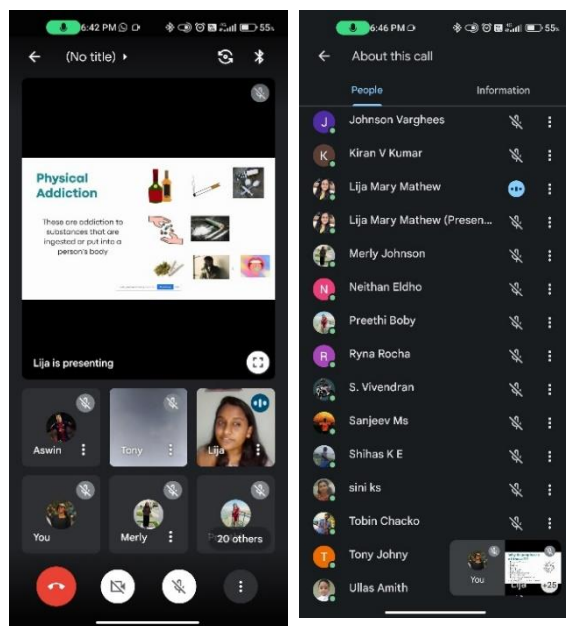 6:42 PM
55%
(No title)
Physical
Addiction
These are addiction to
substances that are
ingested or put into a
person's body
Lija is presenting
Aswin
Tony
Lija
You
Merly
20 others
6:46 PM
55%
About this call
People
Information
J
Johnson Varghees
K
Kiran V Kumar
Lija Mary Mathew
Lija Mary Mathew (Presen...
Merly Johnson
N
Neithan Eldho
Preethi Boby
R
Ryna Rocha
S. Vivendran
Sanjeev Ms
Shihas K E
sini ks
Tobin Chacko
T
Tony Johny
Ullas Amith
You
Lija
+25